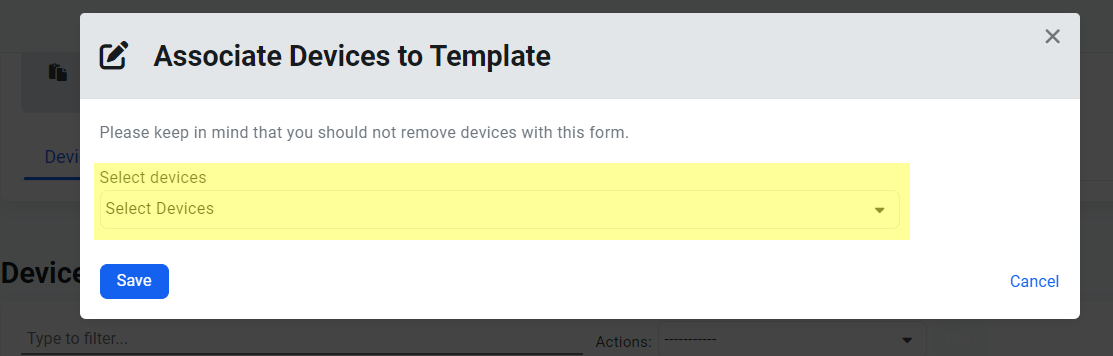 Associate Devices to Template
Please keep in mind that you should not remove devices with this form.
Devi
Select devices
Select Devices
Save
Cancel
Device
Type to filter...
Actions: -----------